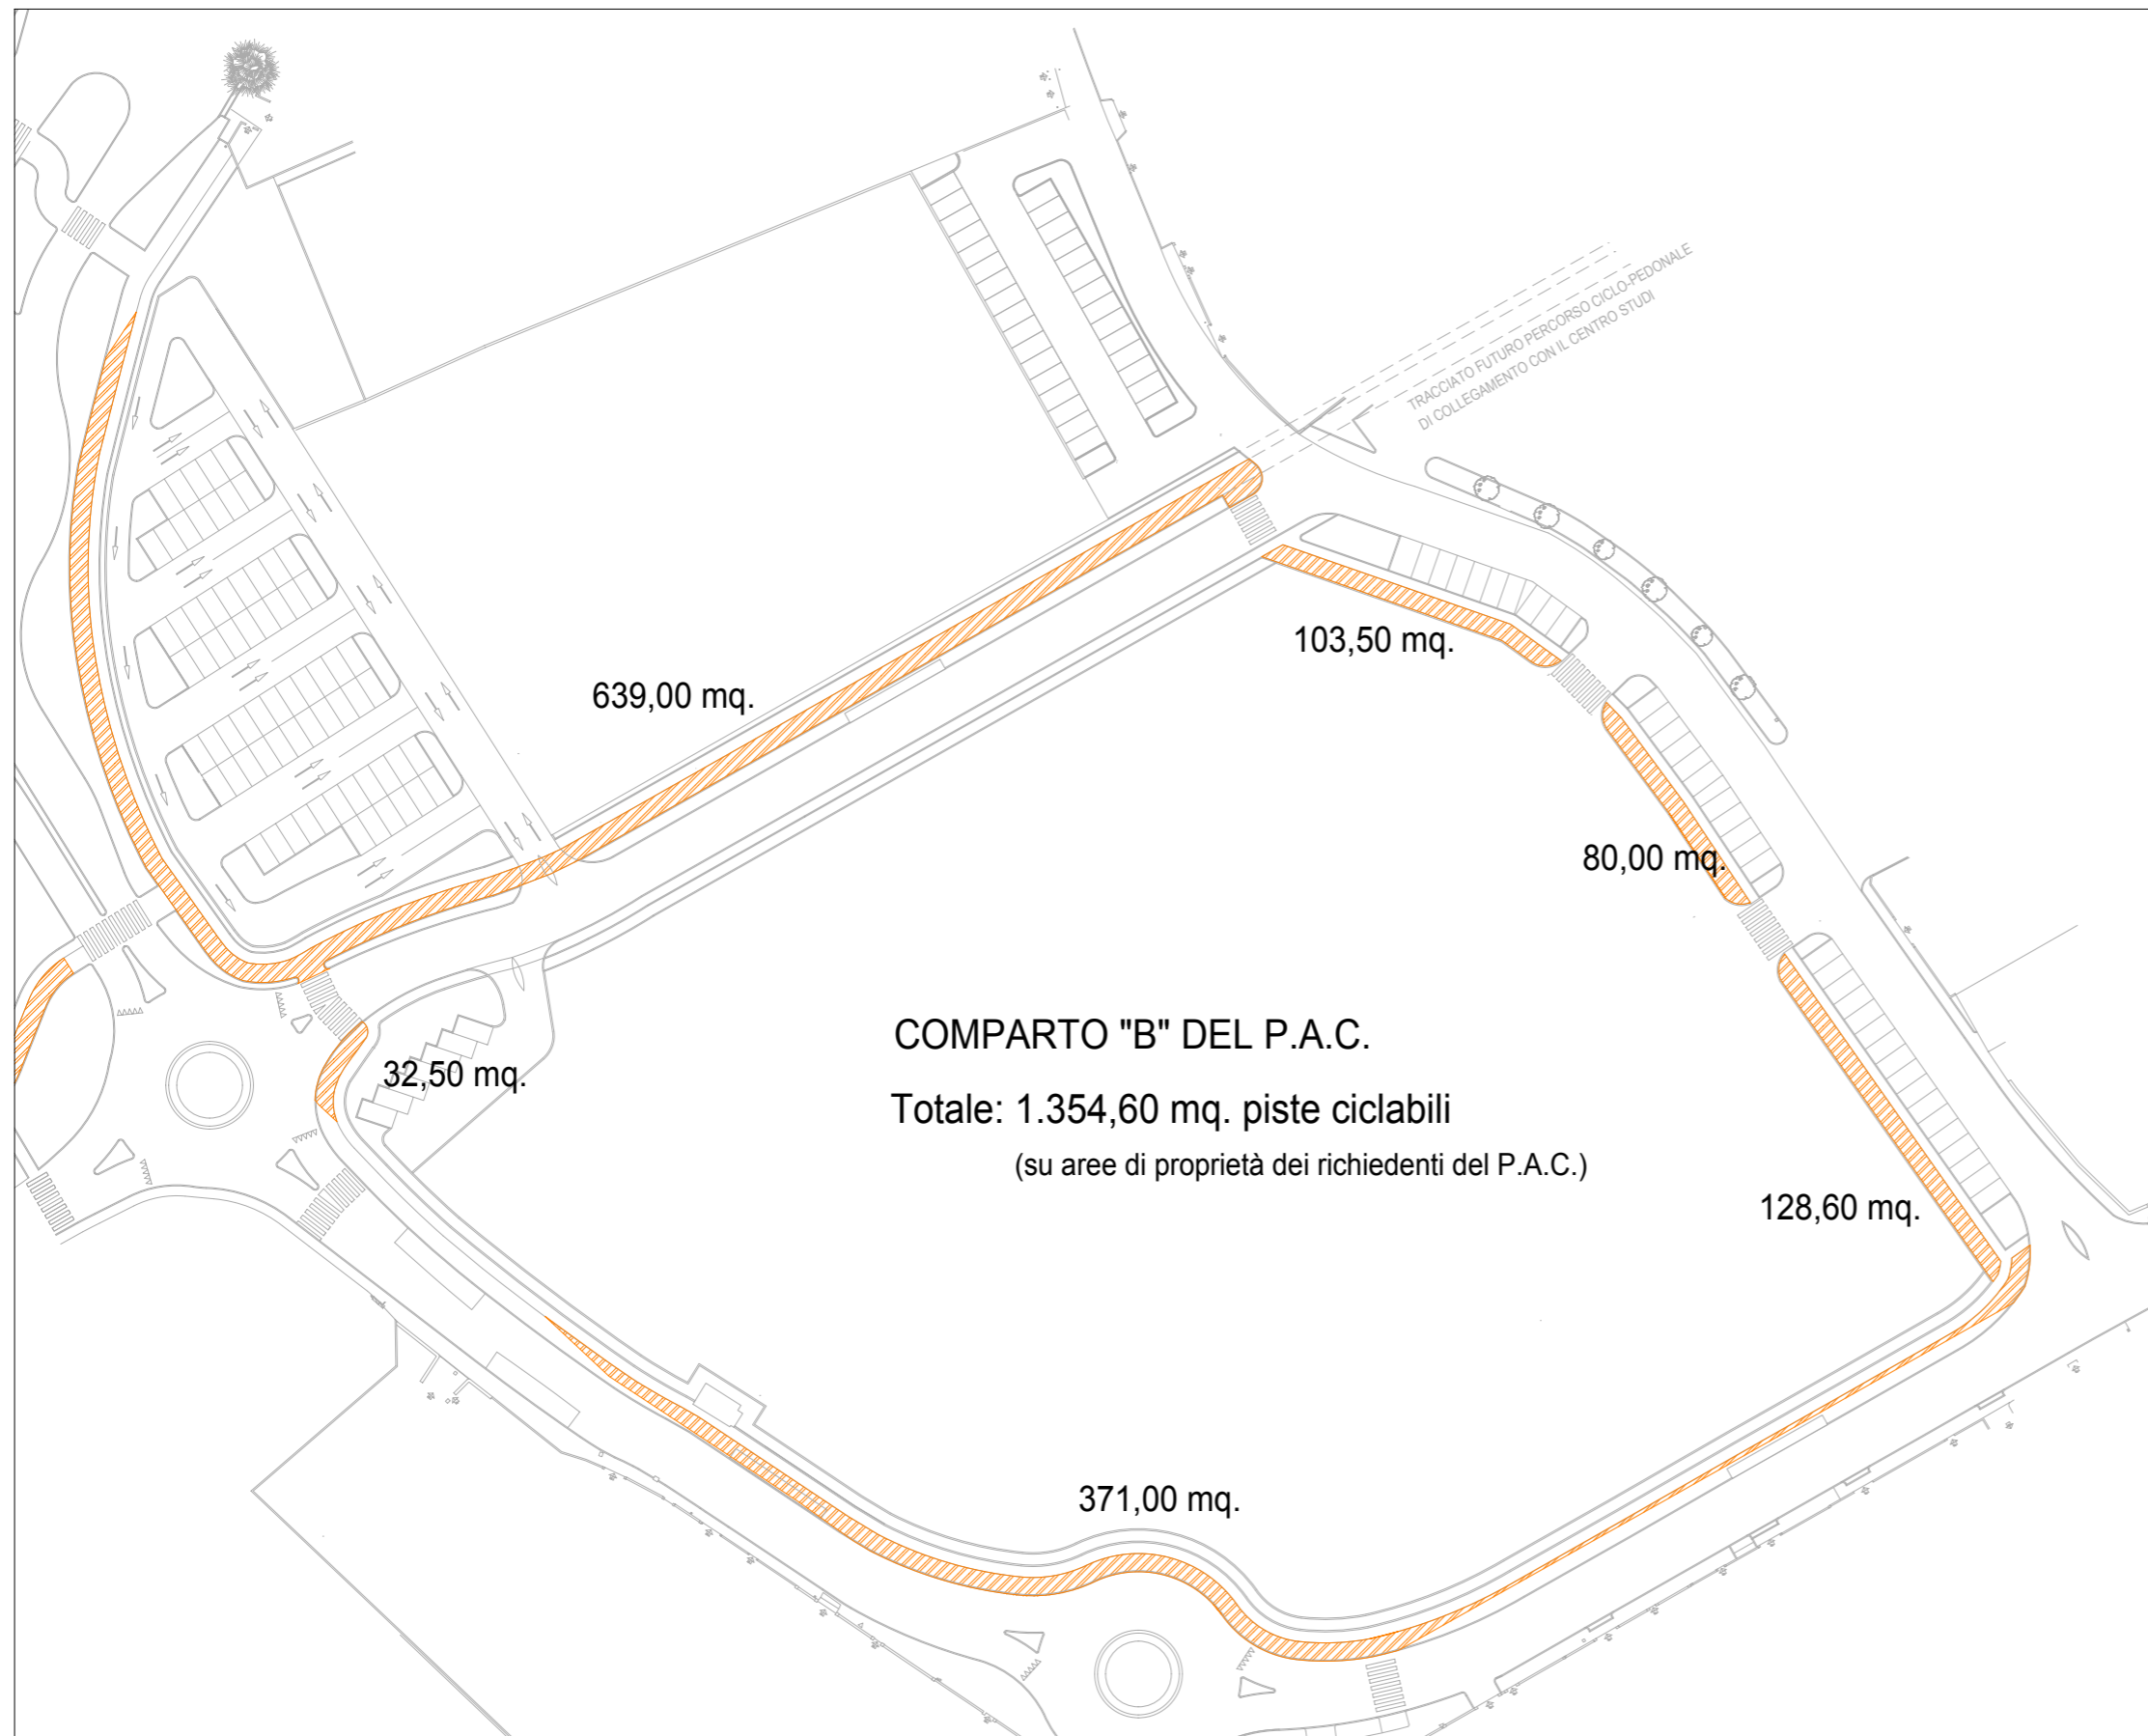 TRACCIATO FUTURO PERCORSO CICLO-PEDONALE
DI COLLEGAMENTO CON IL CENTRO STUDI
103,50 mq.
639,00 mq.
80,00 mq.
COMPARTO "B" DEL P.A.C.
32,50 mq.
Totale: 1.354,60 mq. piste ciclabili
(su aree di proprietà dei richiedenti del P.A.C.)
128,60 mq.
371,00 mq.